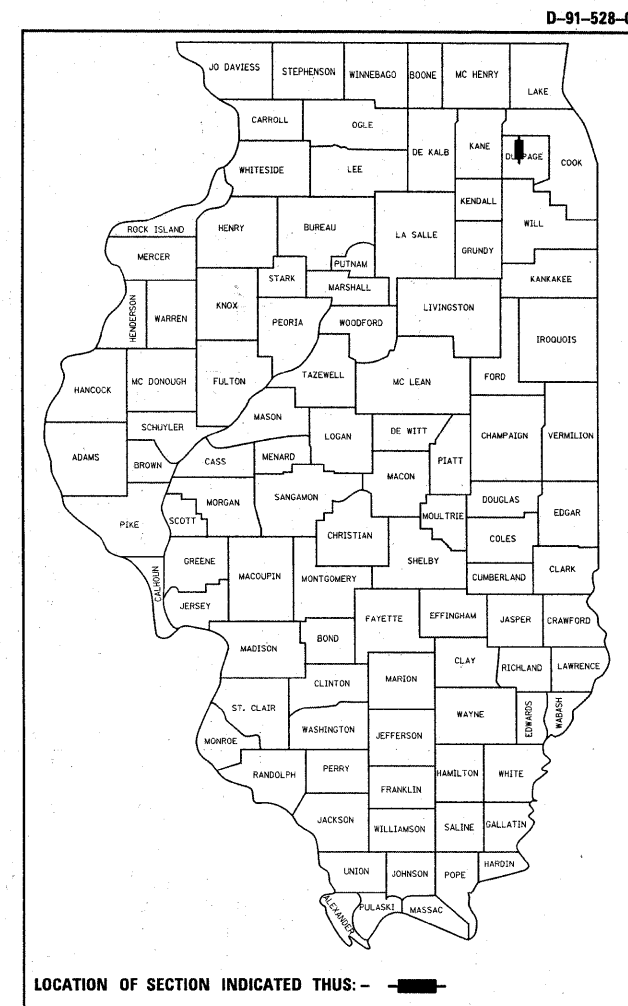 D-91-528-
JO DAVIESS
STEPHENSON
WINNEBAGO
BOONE
MC HENRY
LAKE
CARROLL
OGLE
DE KALB
KANE
DU PAGE
COOK
WHITESIDE
LEE
KENDALL
WILL
ROCK ISLAND
HENRY
BUREAU
LA SALLE
GRUNDY
MERCER
PUTNAM
KANKAKEE
STARK
MARSHALL
HENDERSON
WARREN
KNOX
PEORIA
WOODFORD
LIVINGSTON
IROQUOIS
HANCOCK
MC DONOUGH
FULTON
TAZEWELL
MC LEAN
FORD
SCHUYLER
MASON
LOGAN
DE WITT
CHAMPAIGN
VERMILION
ADAMS
BROWN
CASS
MENARD
MACON
PIATT
PIKE
SCOTT
MORGAN
SANGAMON
CHRISTIAN
MOULTRIE
DOUGLAS
EDGAR
COLES
CALHOUN
GREENE
MACOUPIN
MONTGOMERY
SHELBY
CUMBERLAND
CLARK
JERSEY
FAYETTE
EFFINGHAM
JASPER
CRAWFORD
MADISON
BOND
CLAY
RICHLAND
LAWRENCE
CLINTON
MARION
ST. CLAIR
WAYNE
EDWARDS
WABASH
MONROE
WASHINGTON
JEFFERSON
RANDOLPH
PERRY
HAMILTON
WHITE
FRANKLIN
JACKSON
WILLIAMSON
SALINE
GALLATIN
UNION
JOHNSON
POPE
HARDIN
ALEXANDER
PULASKI
MASSAC
LOCATION OF SECTION INDICATED THUS: -